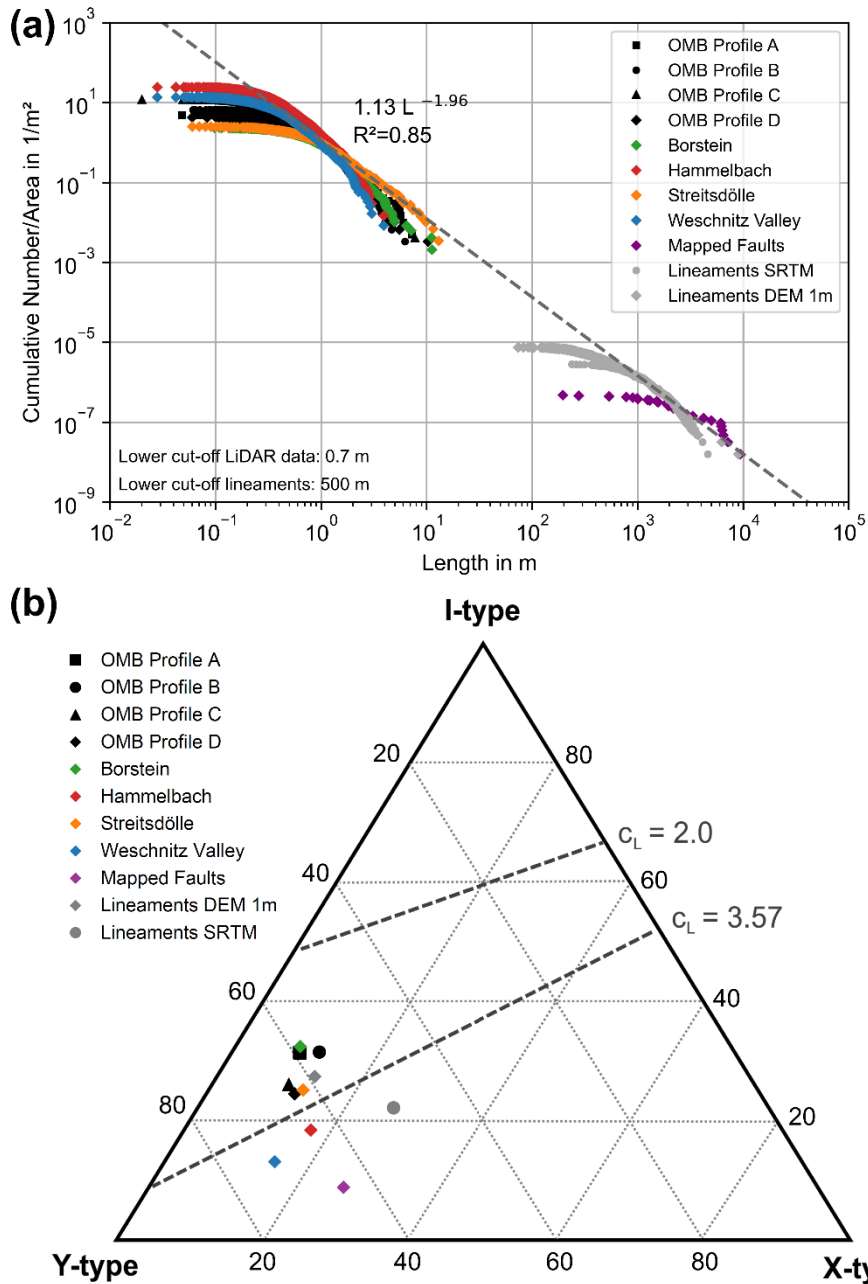 (a)
10³
10¹
10⁻¹
10⁻³
10⁻⁵
10⁻⁷
10⁻⁹
Cumulative Number/Area in 1/m²
1.13 L ⁻¹·⁹⁶
R²=0.85
OMB Profile A
OMB Profile B
OMB Profile C
OMB Profile D
Borstein
Hammelbach
Streitsdölle
Weschnitz Valley
Mapped Faults
Lineaments SRTM
Lineaments DEM 1m
Lower cut-off LiDAR data: 0.7 m
Lower cut-off lineaments: 500 m
10⁻² 10⁻¹ 10⁰ 10¹ 10² 10³ 10⁴ 10⁵
Length in m
(b)
I-type
OMB Profile A
OMB Profile B
OMB Profile C
OMB Profile D
Borstein
Hammelbach
Streitsdölle
Weschnitz Valley
Mapped Faults
Lineaments DEM 1m
Lineaments SRTM
20 80
c_L = 2.0
40 60
c_L = 3.57
60 40
80 20
20 40 60 80
Y-type X-ty